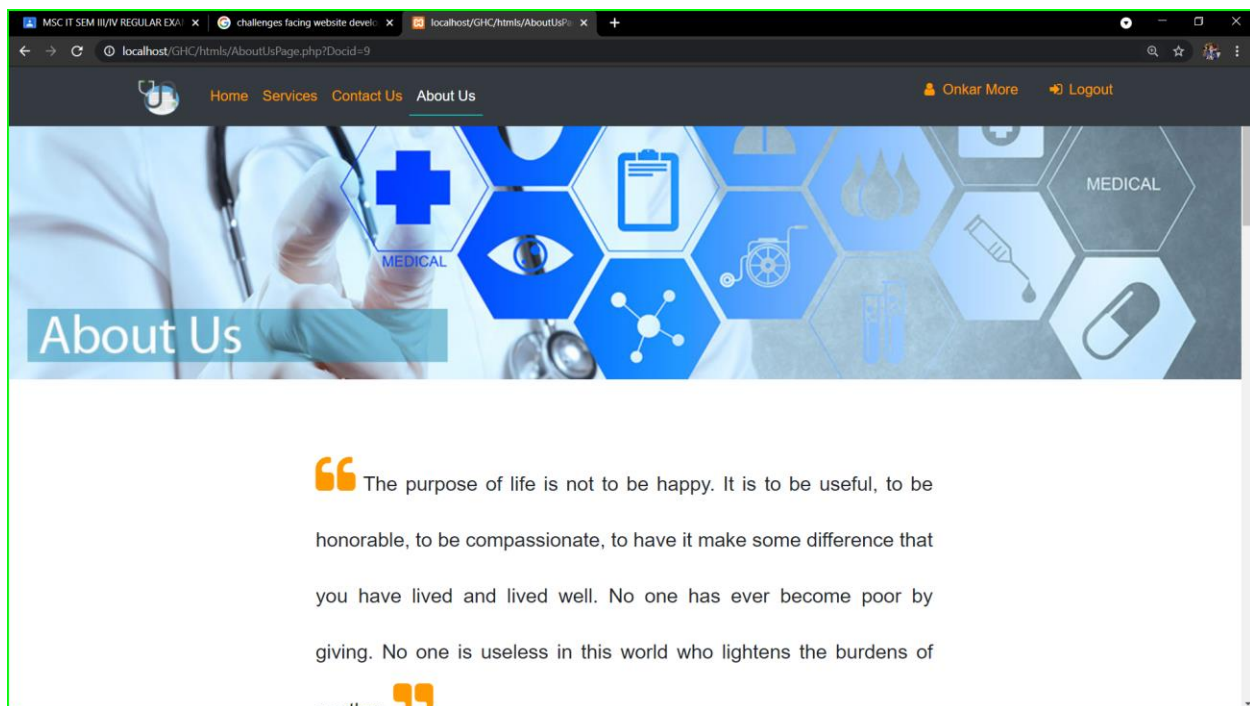 MSC IT SEM III/IV REGULAR EXA
challenges facing website develo
localhost/GHC/htmls/AboutUsPa
localhost/GHC/htmls/AboutUsPage.php?Docid=9
Home Services Contact Us About Us
Onkar More Logout
MEDICAL
MEDICAL
About Us
The purpose of life is not to be happy. It is to be useful, to be
honorable, to be compassionate, to have it make some difference that
you have lived and lived well. No one has ever become poor by
giving. No one is useless in this world who lightens the burdens of